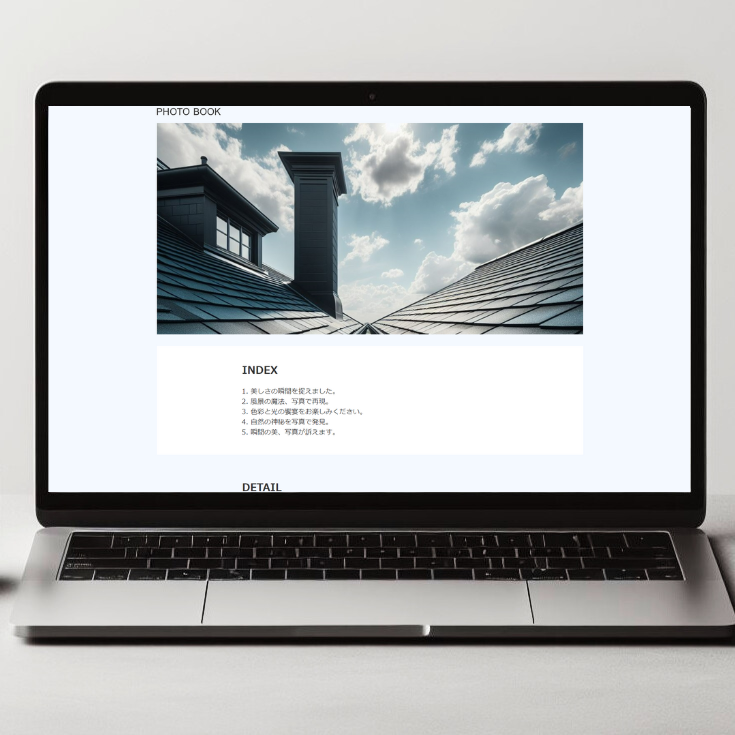 PHOTO BOOK
INDEX
1. 美しさの瞬間を捉えました。
2. 風景の魔法、写真で再現。
3. 色彩と光の饗宴をお楽しみください。
4. 自然の神秘を写真で発見。
5. 瞬間の美、写真が訴えます。
DETAIL